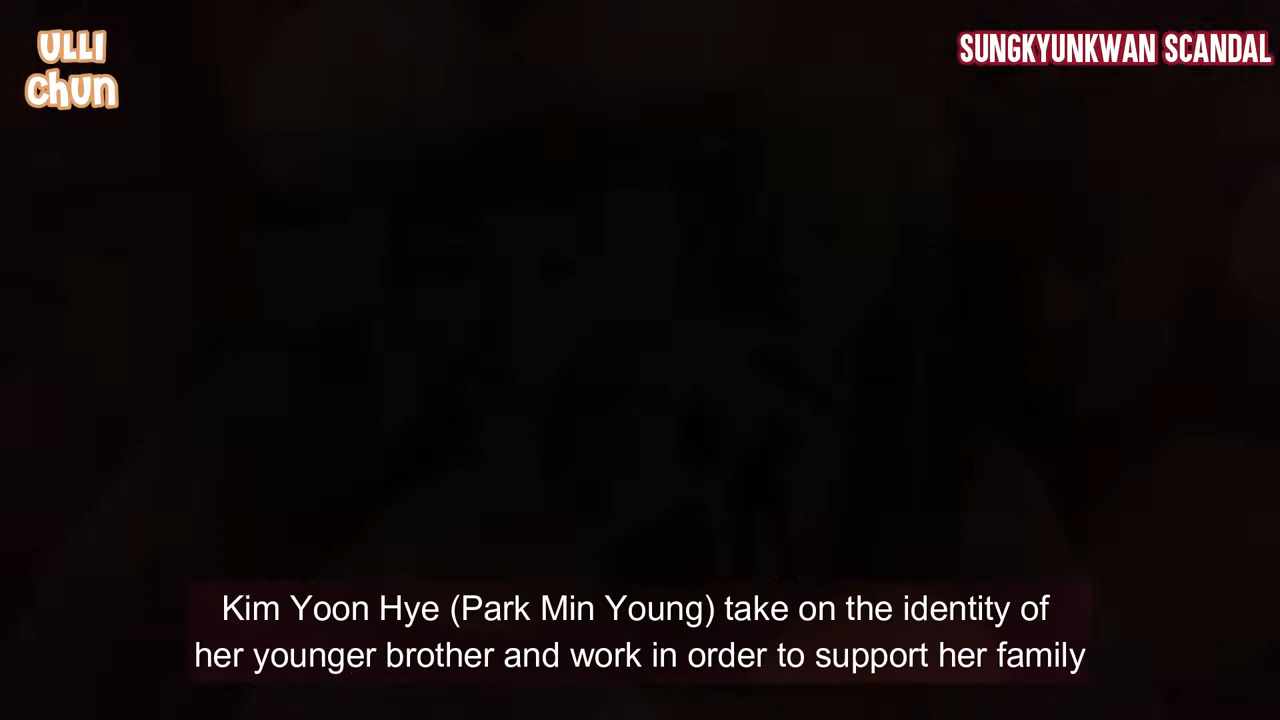 ULLI
Chun
SUNGKYUNKWAN SCANDAL
Kim Yoon Hye (Park Min Young) take on the identity of
her younger brother and work in order to support her family